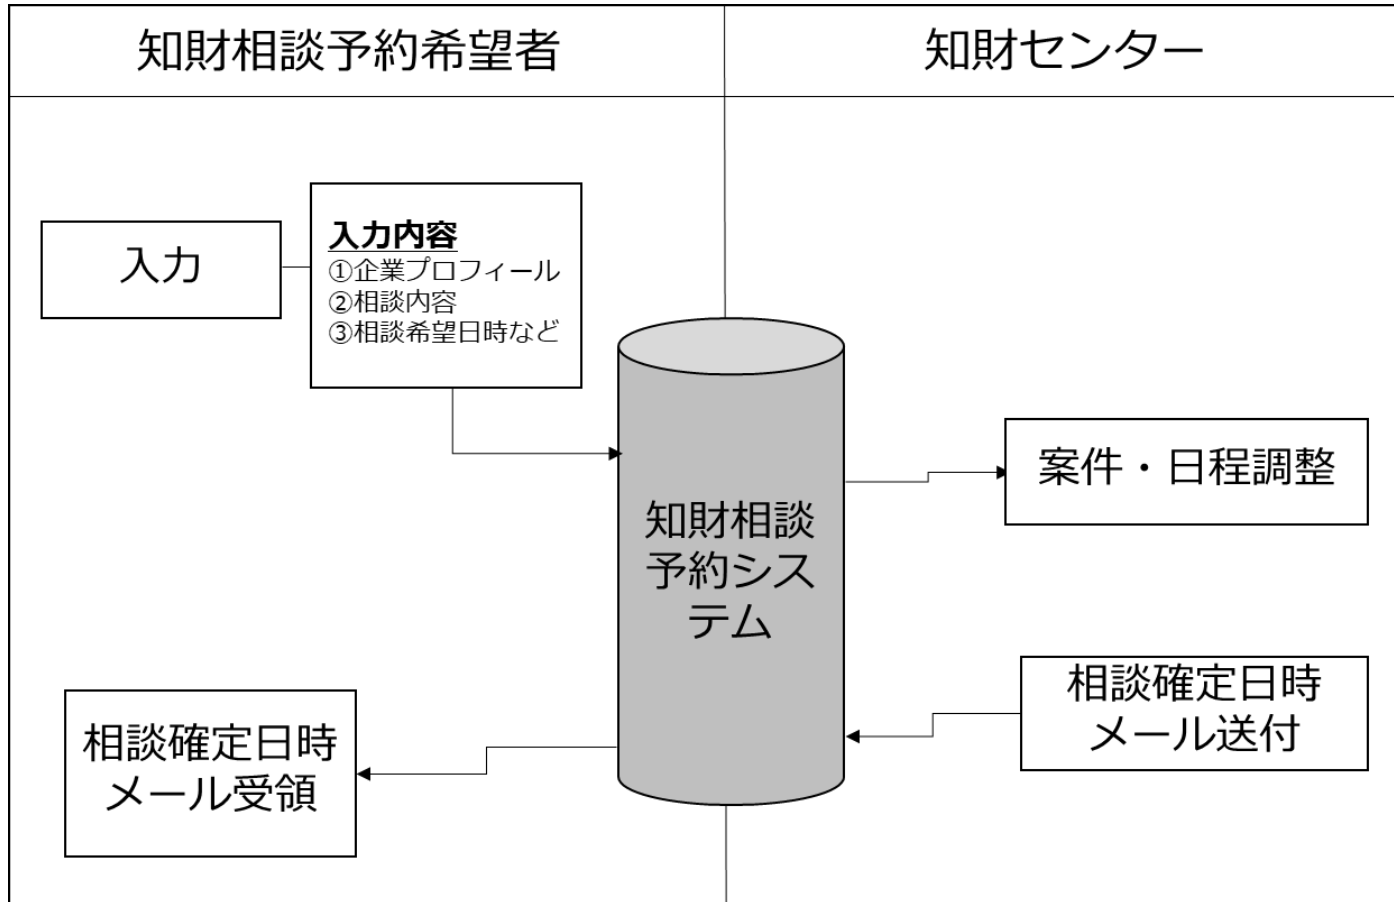 知財相談予約希望者
知財センター
入力
入力内容
①企業プロフィール
②相談内容
③相談希望日時など
知財相談
予約シス
テム
案件・日程調整
相談確定日時
メール送付
相談確定日時
メール受領